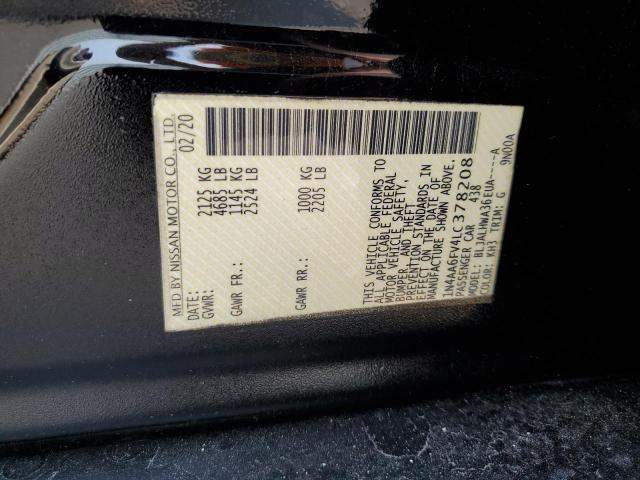 MFD BY NISSAN MOTOR CO., LTD.
02/20
GVWR: 2125 KG
4685 LB
GAWR FR: 1145 KG
2524 LB
GAWR RR: 1000 KG
2205 LB
THIS VEHICLE CONFORMS TO
ALL APPLICABLE FEDERAL
MOTOR VEHICLE SAFETY,
BUMPER, AND THEFT
PREVENTION STANDARDS IN
EFFECT ON THE DATE OF
MANUFACTURE SHOWN ABOVE.
1N4AA6FV4LC378208
PASSENGER CAR 438
MODEL: BLJALHWA36EUA----A
COLOR: KH3 TRIM: G 9N00A